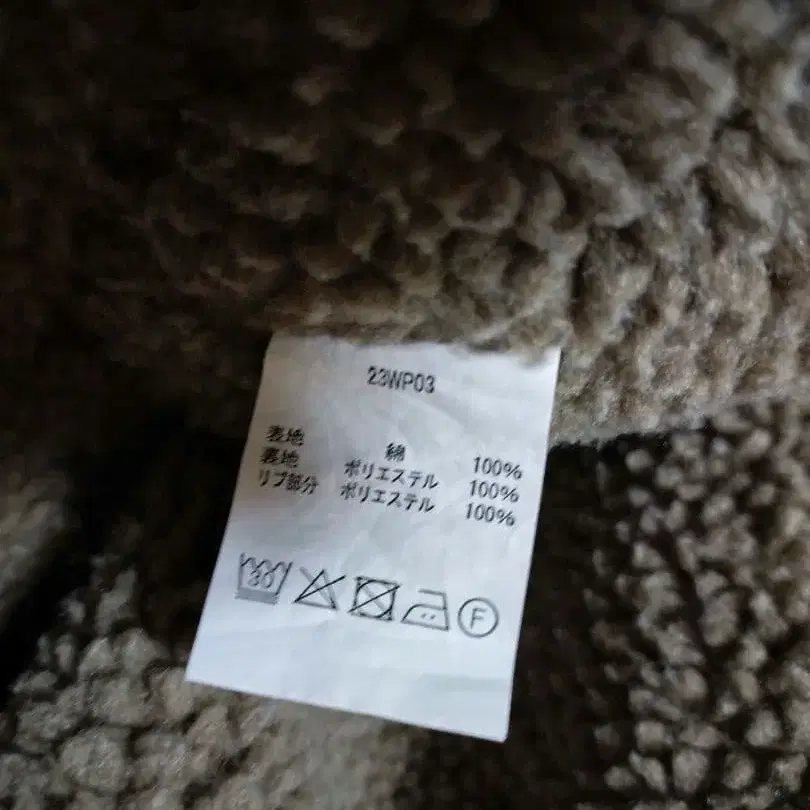 23WP03
表地 綿 100%
裏地 ポリエステル 100%
リブ部分 ポリエステル 100%
30 F